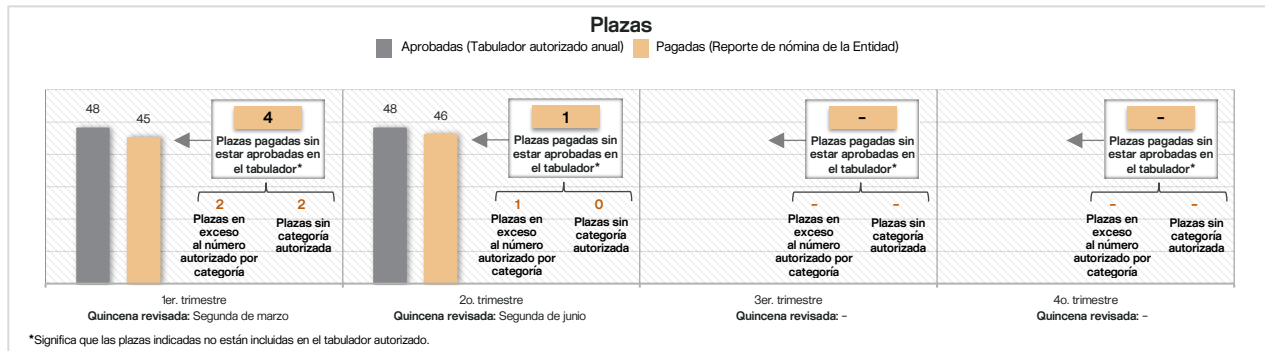 Plazas
Aprobadas (Tabulador autorizado anual) Pagadas (Reporte de nómina de la Entidad)
48
45
4
Plazas pagadas sin
estar aprobadas en
el tabulador*
2
Plazas en
exceso
al número
autorizado por
categoría
2
Plazas sin
categoría
autorizada
1er. trimestre
Quincena revisada: Segunda de marzo
48
46
1
Plazas pagadas sin
estar aprobadas en
el tabulador*
1
Plazas en
exceso
al número
autorizado por
categoría
0
Plazas sin
categoría
autorizada
2o. trimestre
Quincena revisada: Segunda de junio
–
Plazas pagadas sin
estar aprobadas en
el tabulador*
–
Plazas en
exceso
al número
autorizado por
categoría
–
Plazas sin
categoría
autorizada
3er. trimestre
Quincena revisada: –
–
Plazas pagadas sin
estar aprobadas en
el tabulador*
–
Plazas en
exceso
al número
autorizado por
categoría
–
Plazas sin
categoría
autorizada
4o. trimestre
Quincena revisada: –
*Significa que las plazas indicadas no están incluidas en el tabulador autorizado.